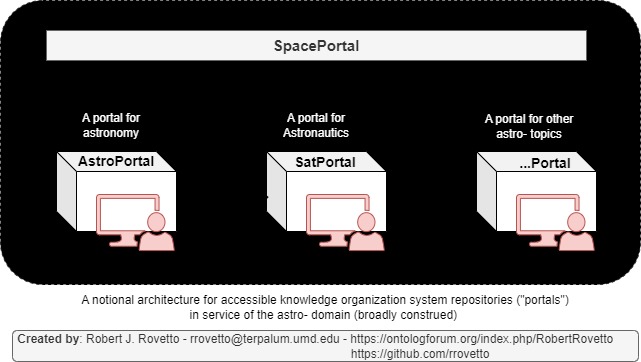 SpacePortal
A portal for
astronomy
A portal for
Astronautics
A portal for other
astro- topics
AstroPortal
SatPortal
...Portal
A notional architecture for accessible knowledge organization system repositories ("portals")
in service of the astro- domain (broadly construed)
Created by: Robert J. Rovetto - rrovetto@terpalum.umd.edu - https://ontologforum.org/index.php/RobertRovetto
https://github.com/rrovetto